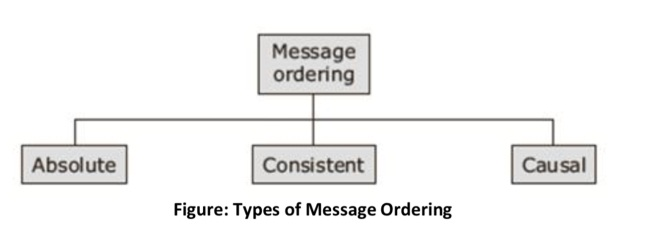 Message
ordering
Absolute
Consistent
Causal
Figure: Types of Message Ordering